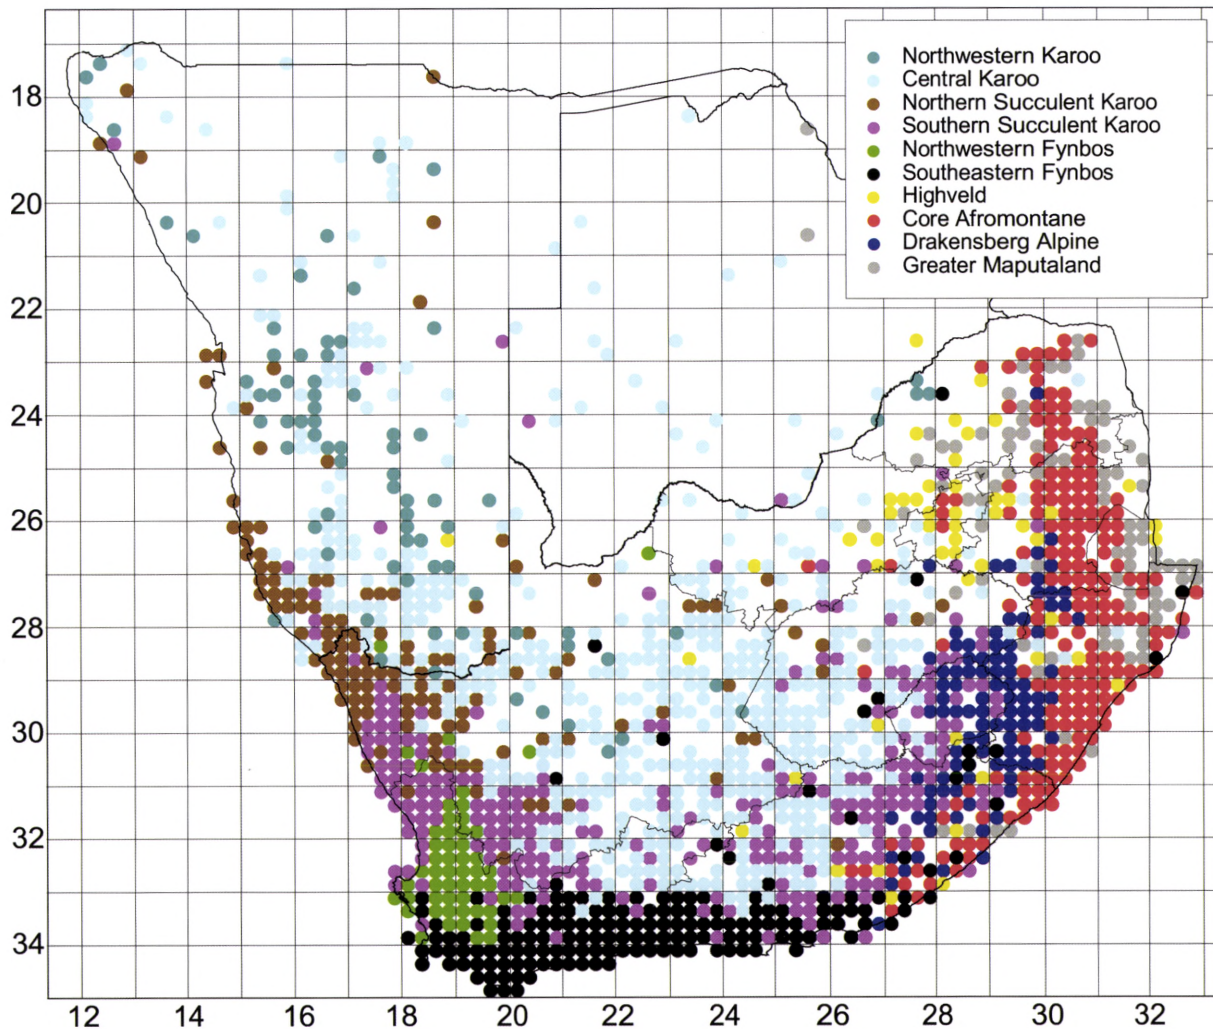 Northwestern Karoo
Central Karoo
Northern Succulent Karoo
Southern Succulent Karoo
Northwestern Fynbos
Southeastern Fynbos
Highveld
Core Afromontane
Drakensberg Alpine
Greater Maputaland
18
20
22
24
26
28
30
32
34
12 14 16 18 20 22 24 26 28 30 32